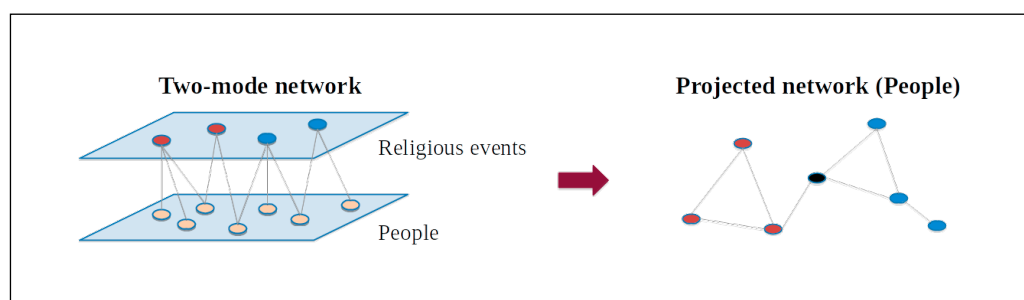 Two-mode network
Projected network (People)
Religious events
People